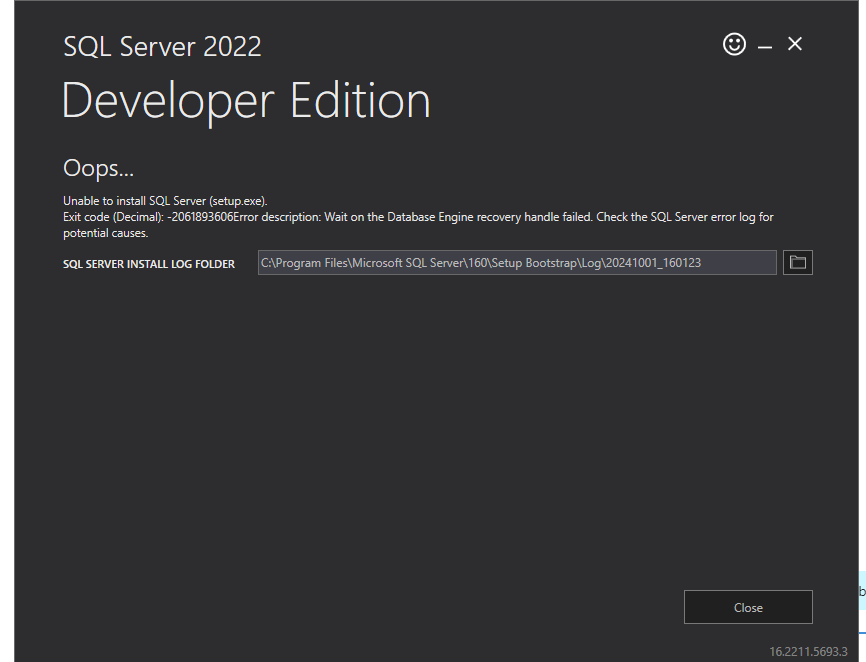 SQL Server 2022
Developer Edition
Oops...
Unable to install SQL Server (setup.exe).
Exit code (Decimal): -2061893606Error description: Wait on the Database Engine recovery handle failed. Check the SQL Server error log for
potential causes.
SQL SERVER INSTALL LOG FOLDER C:\Program Files\Microsoft SQL Server\160\Setup Bootstrap\Log\20241001_160123
b
Close
16.2211.5693.3